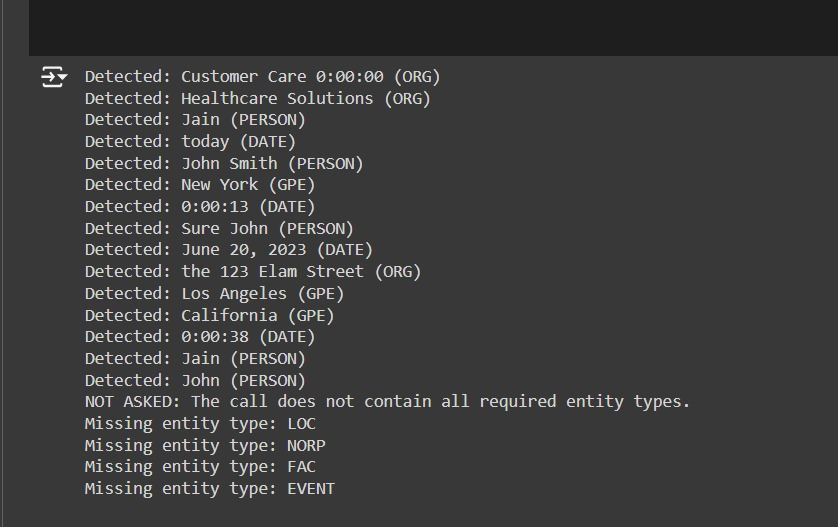 Detected: Customer Care 0:00:00 (ORG)
Detected: Healthcare Solutions (ORG)
Detected: Jain (PERSON)
Detected: today (DATE)
Detected: John Smith (PERSON)
Detected: New York (GPE)
Detected: 0:00:13 (DATE)
Detected: Sure John (PERSON)
Detected: June 20, 2023 (DATE)
Detected: the 123 Elam Street (ORG)
Detected: Los Angeles (GPE)
Detected: California (GPE)
Detected: 0:00:38 (DATE)
Detected: Jain (PERSON)
Detected: John (PERSON)
NOT ASKED: The call does not contain all required entity types.
Missing entity type: LOC
Missing entity type: NORP
Missing entity type: FAC
Missing entity type: EVENT